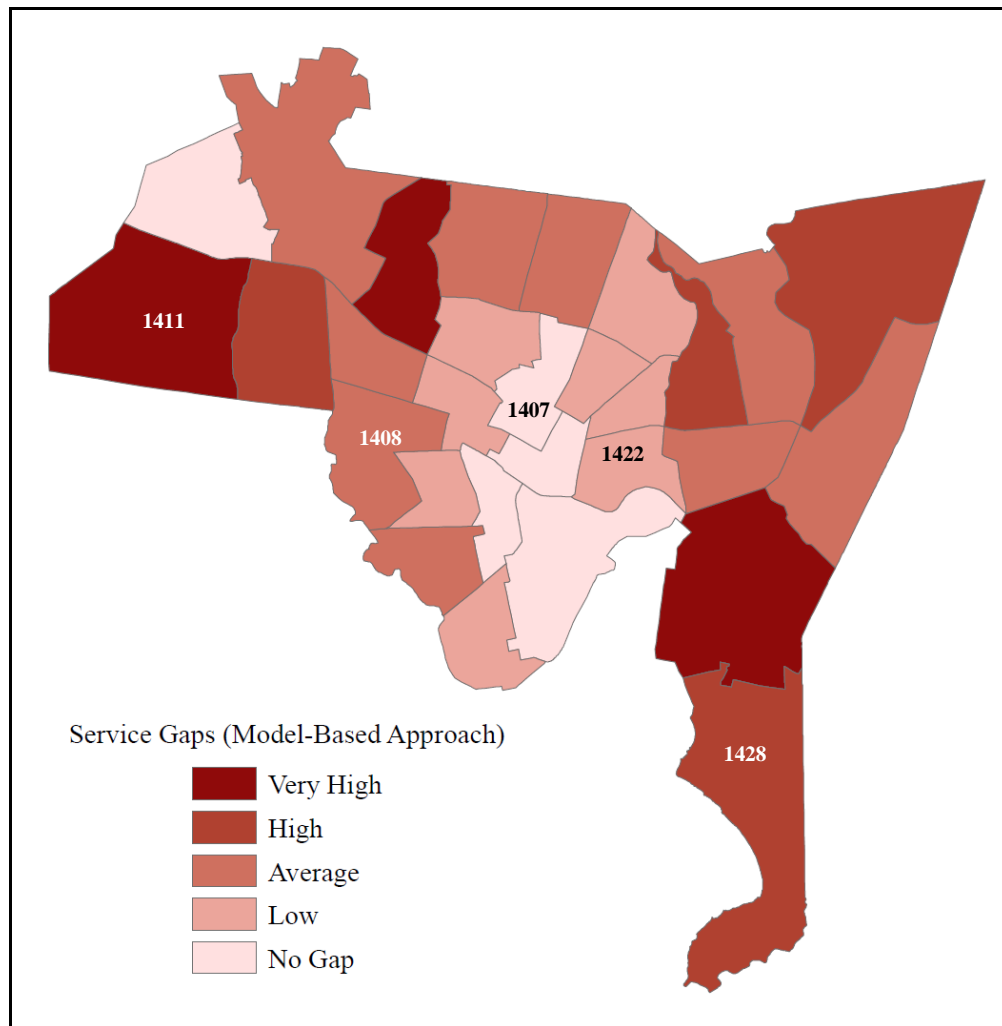 1411
1407
1408
1422
1428
Service Gaps (Model-Based Approach)
Very High
High
Average
Low
No Gap